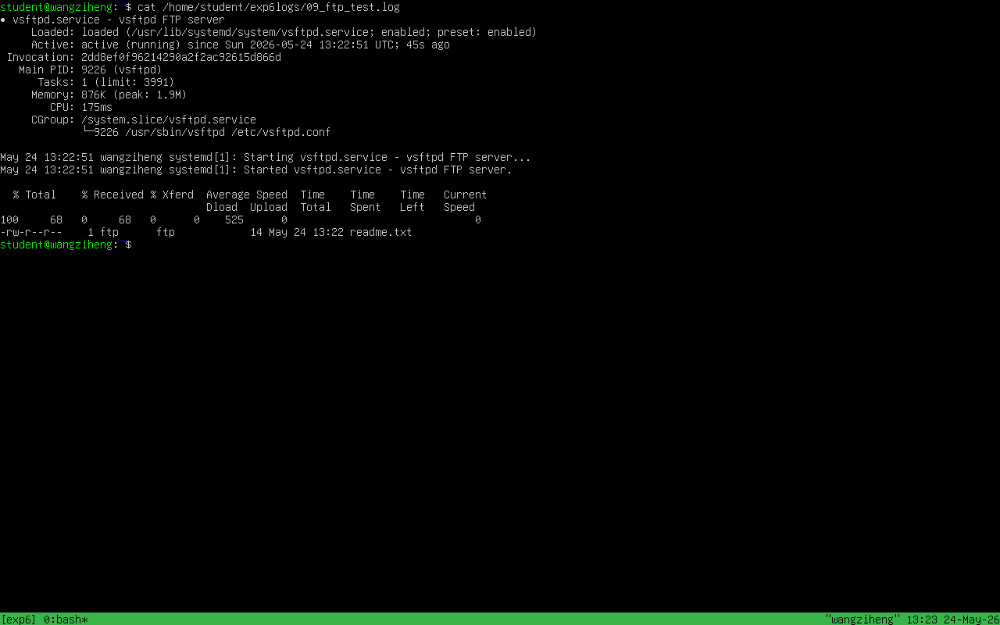 student@wangziheng:~$ cat /home/student/exp6logs/09_ftp_test.log
● vsftpd.service - vsftpd FTP server
     Loaded: loaded (/usr/lib/systemd/system/vsftpd.service; enabled; preset: enabled)
     Active: active (running) since Sun 2026-05-24 13:22:51 UTC; 45s ago
 Invocation: 2dd8ef0f96214290a2f2ac92615d866d
   Main PID: 9226 (vsftpd)
      Tasks: 1 (limit: 3991)
     Memory: 876K (peak: 1.9M)
        CPU: 175ms
     CGroup: /system.slice/vsftpd.service
             └─9226 /usr/sbin/vsftpd /etc/vsftpd.conf
May 24 13:22:51 wangziheng systemd[1]: Starting vsftpd.service - vsftpd FTP server...
May 24 13:22:51 wangziheng systemd[1]: Started vsftpd.service - vsftpd FTP server.
  % Total    % Received % Xferd  Average Speed  Time    Time    Time   Current
                                 Dload  Upload  Total   Spent   Left   Speed
100     68   0     68   0      0    525      0                              0
-rw-r--r--    1 ftp      ftp            14 May 24 13:22 readme.txt
student@wangziheng:~$
[exp6] 0:bash* "wangziheng" 13:23 24-May-26